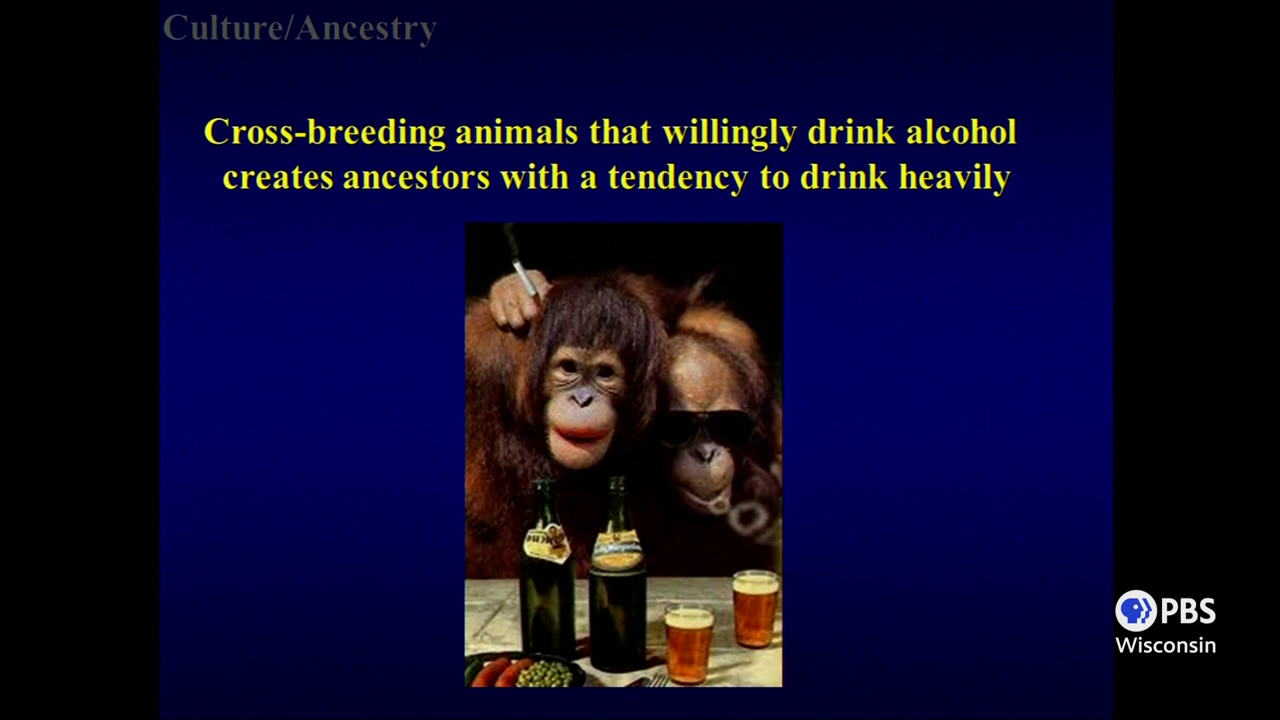 Culture/Ancestry
Cross-breeding animals that willingly drink alcohol
creates ancestors with a tendency to drink heavily
PBS
Wisconsin